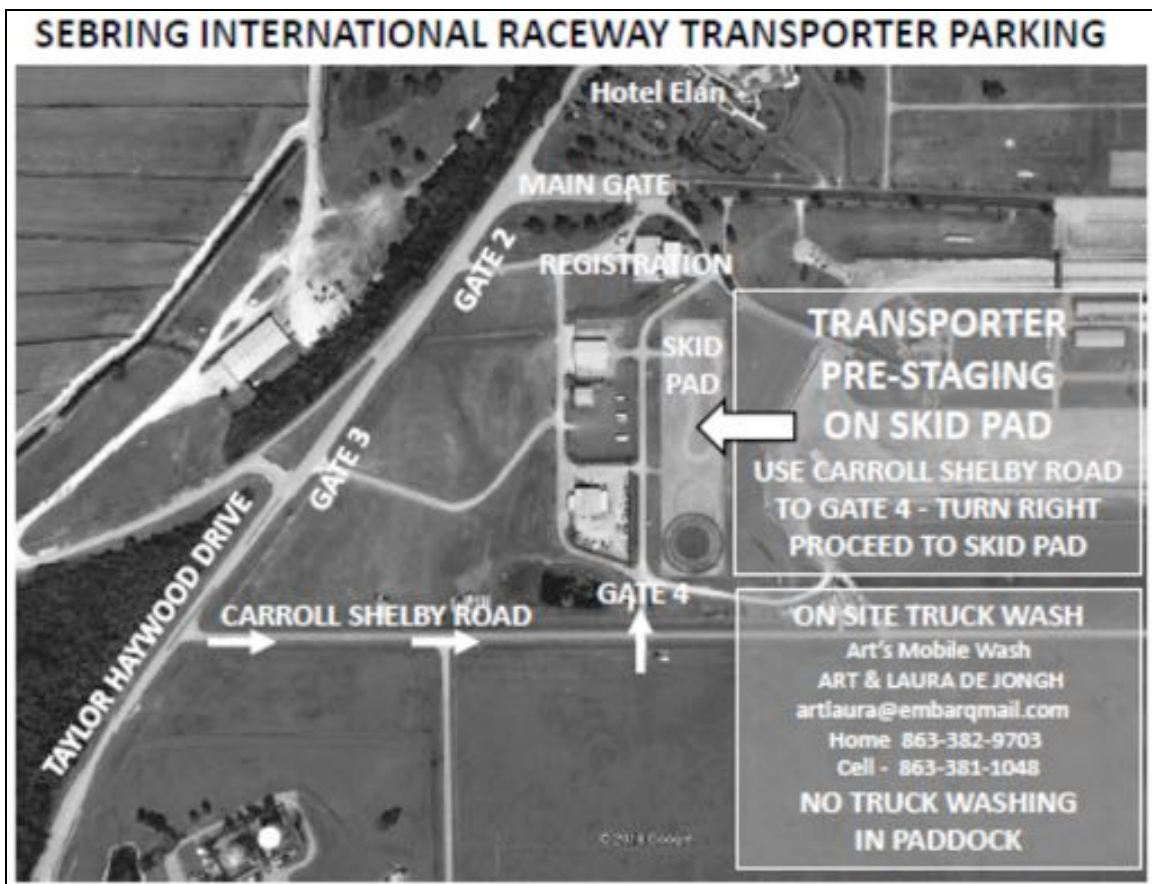 SEBRING INTERNATIONAL RACEWAY TRANSPORTER PARKING
Hotel Elan
MAIN GATE
GATE 2
REGISTRATION
SKID
PAD
TRANSPORTER
PRE-STAGING
ON SKID PAD
USE CARROLL SHELBY ROAD
TO GATE 4 - TURN RIGHT
PROCEED TO SKID PAD
GATE 3
TAYLOR HAYWOOD DRIVE
GATE 4
CARROLL SHELBY ROAD
ON SITE TRUCK WASH
Art's Mobile Wash
ART & LAURA DE JONGH
artlaura@embarqmail.com
Home 863-382-9703
Cell - 863-381-1048
NO TRUCK WASHING
IN PADDOCK